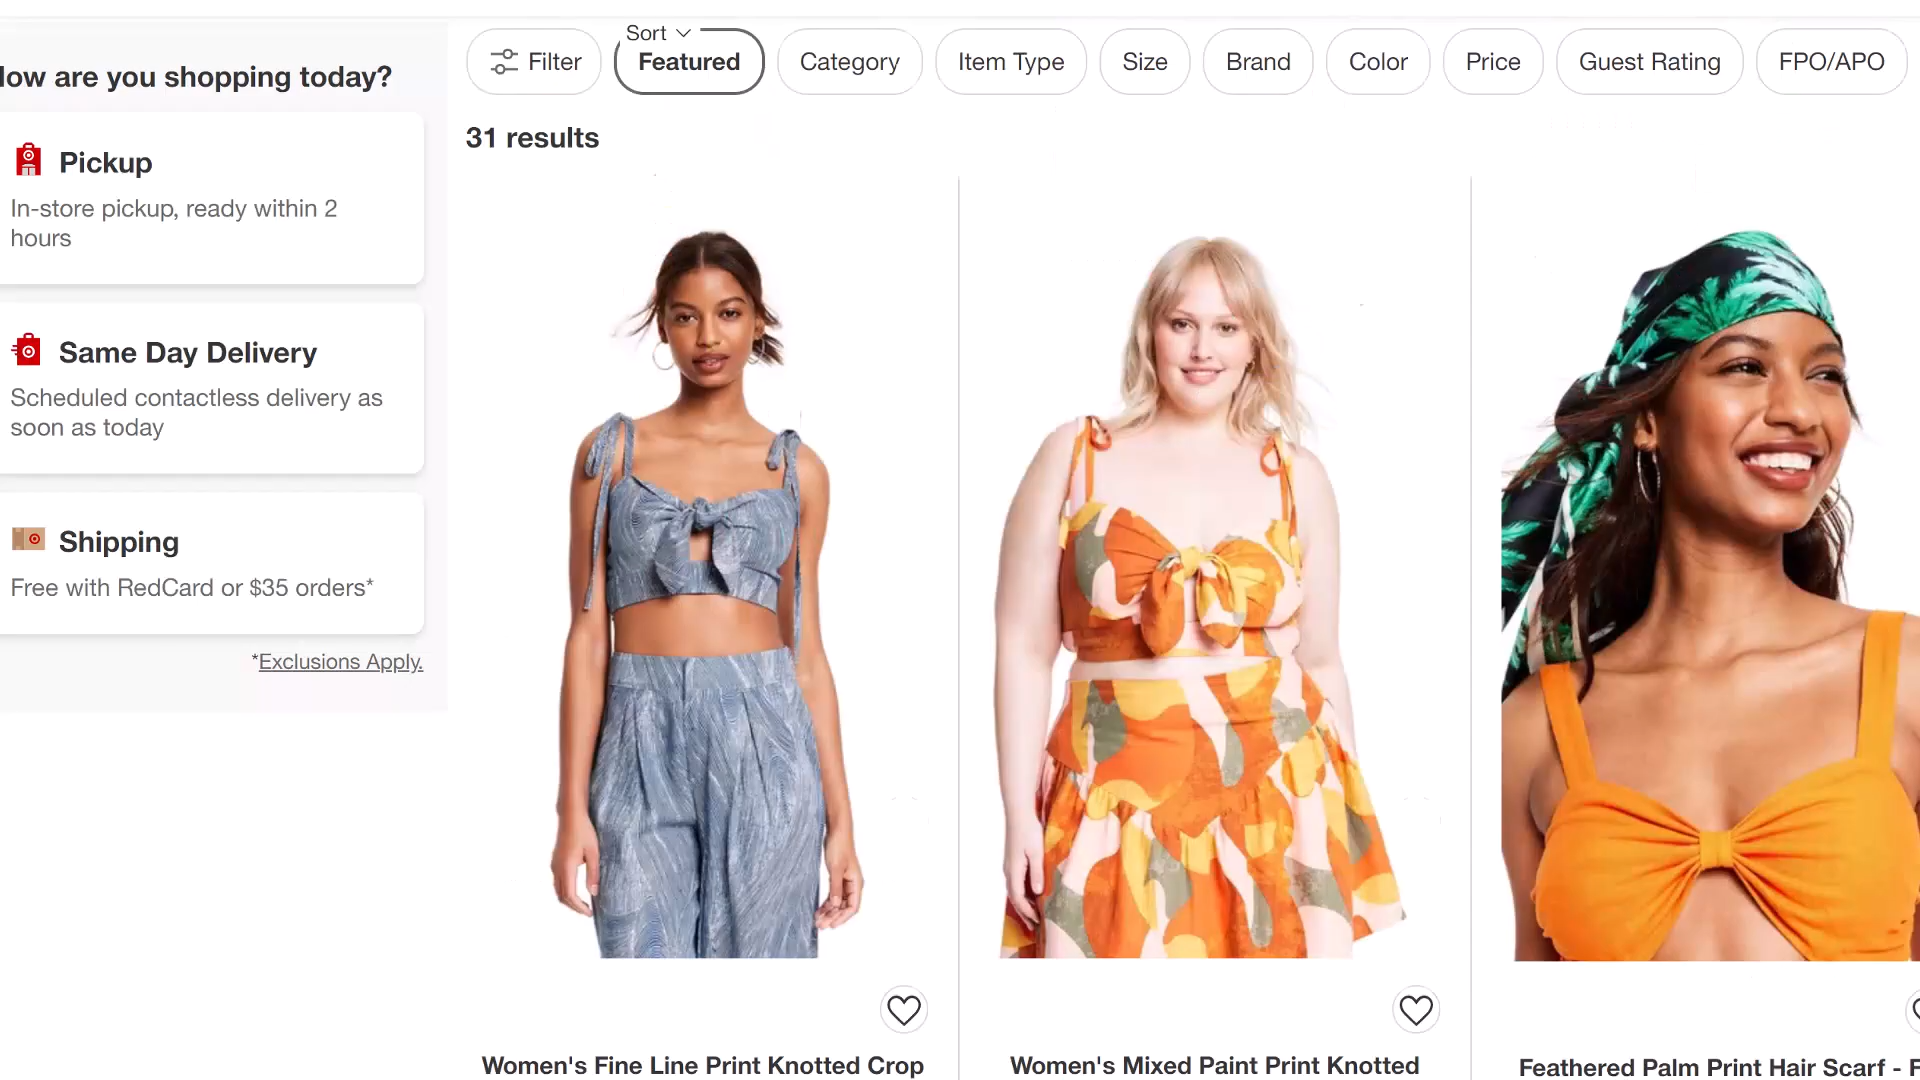 Sort
Filter
Featured
Category
Item Type
Size
Brand
Color
Price
Guest Rating
FPO/APO
How are you shopping today?
31 results
Pickup
In-store pickup, ready within 2
hours
Same Day Delivery
Scheduled contactless delivery as
soon as today
Shipping
Free with RedCard or $35 orders*
*Exclusions Apply.
Women's Fine Line Print Knotted Crop
Women's Mixed Paint Print Knotted
Feathered Palm Print Hair Scarf - F